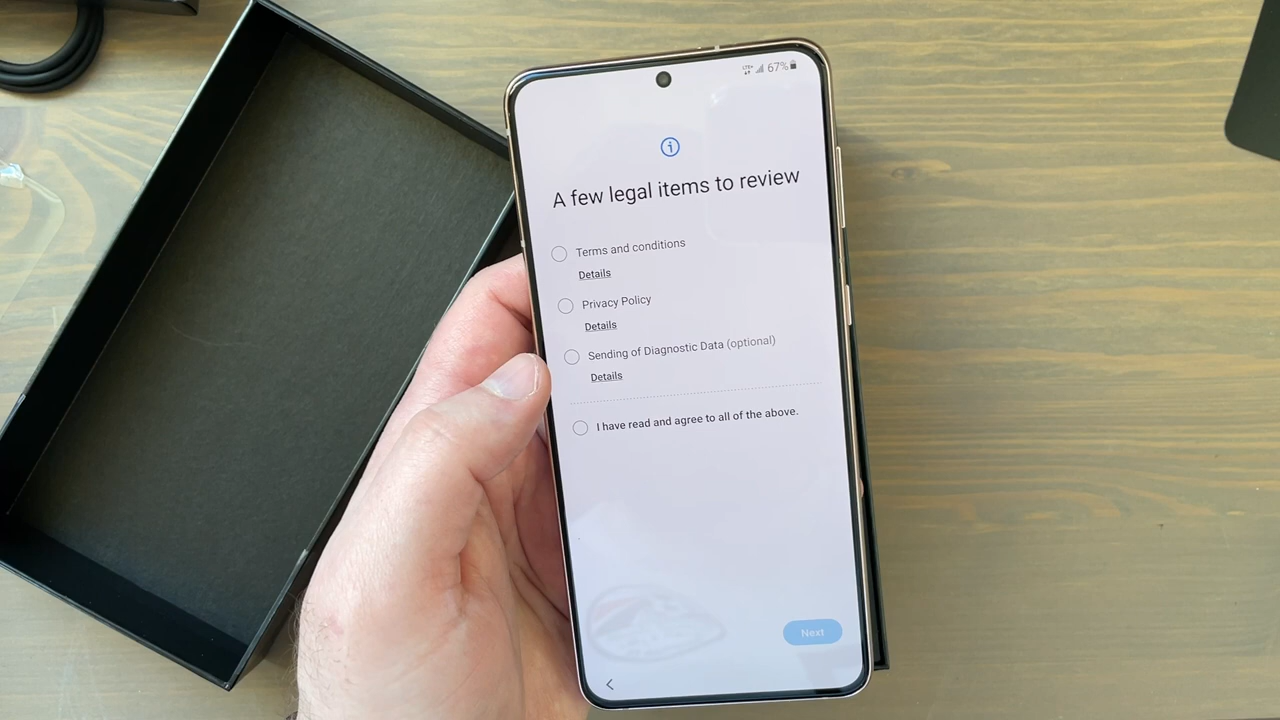 LTE+ 67%
A few legal items to review
Terms and conditions
Details
Privacy Policy
Details
Sending of Diagnostic Data (optional)
Details
I have read and agree to all of the above.
Next